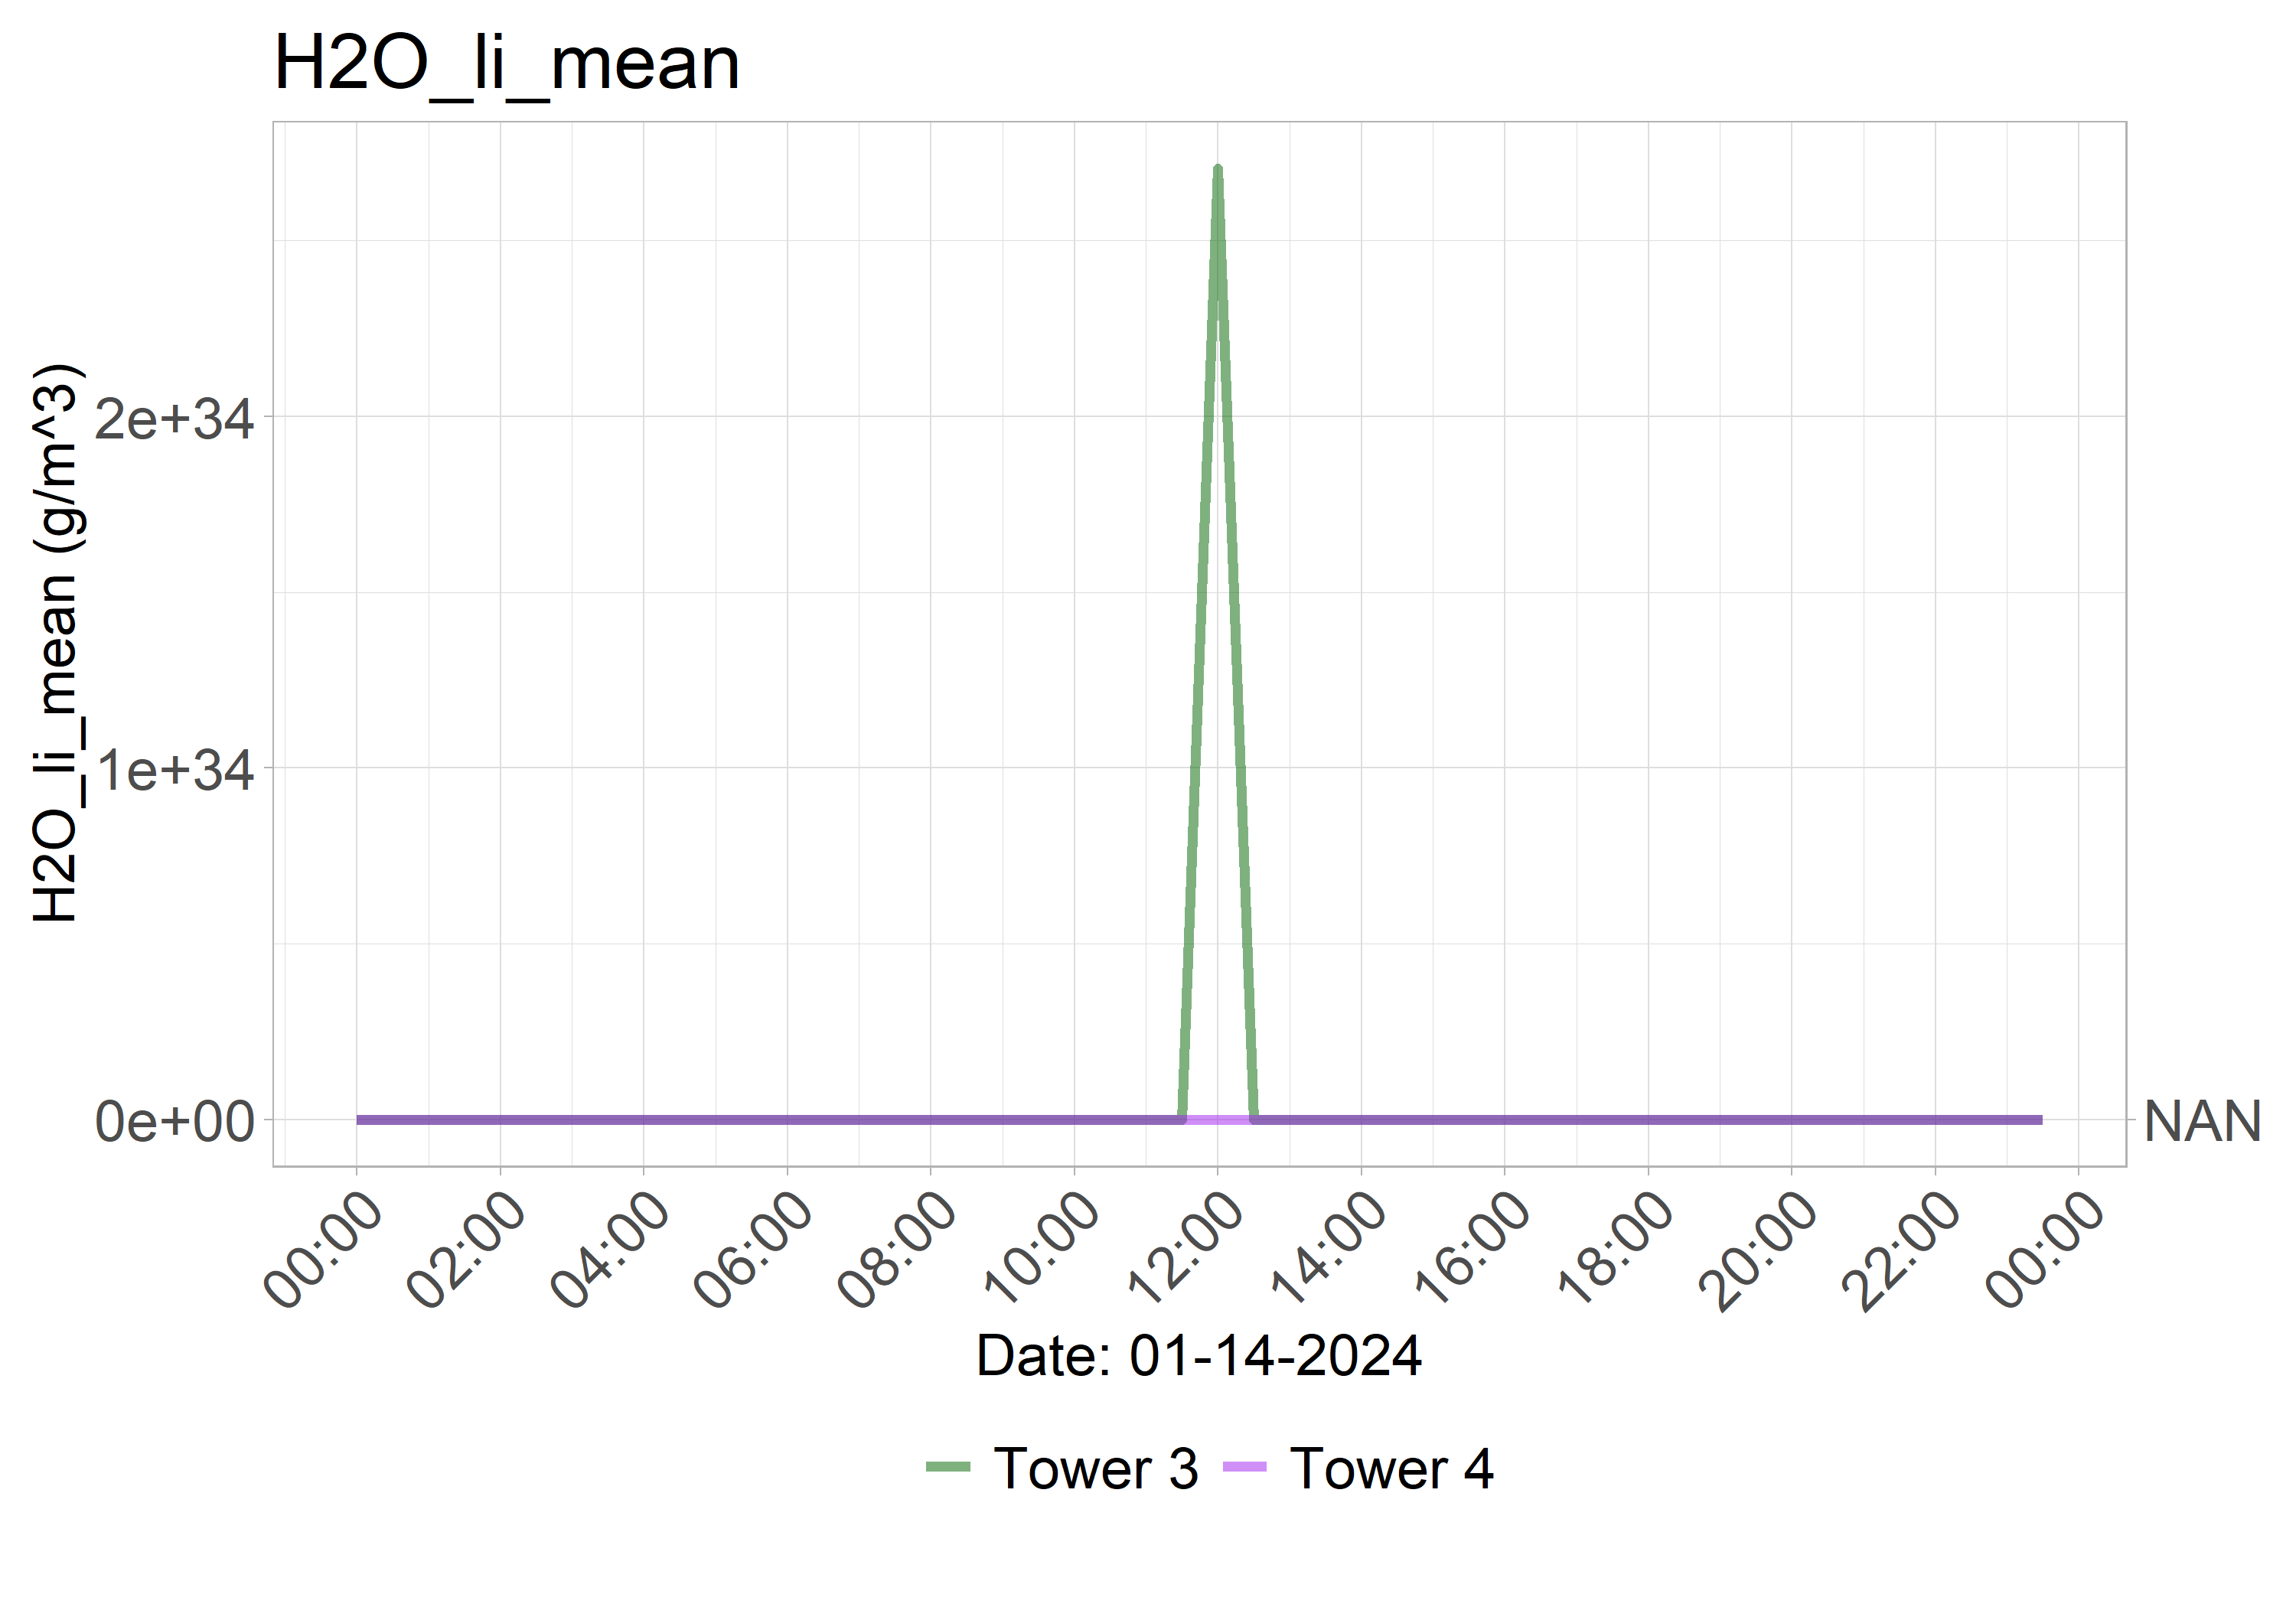 H2O_li_mean
H2O_li_mean (g/m^3)
2e+34
1e+34
0e+00
NAN
00:00
02:00
04:00
06:00
08:00
10:00
12:00
14:00
16:00
18:00
20:00
22:00
00:00
Date: 01-14-2024
Tower 3
Tower 4